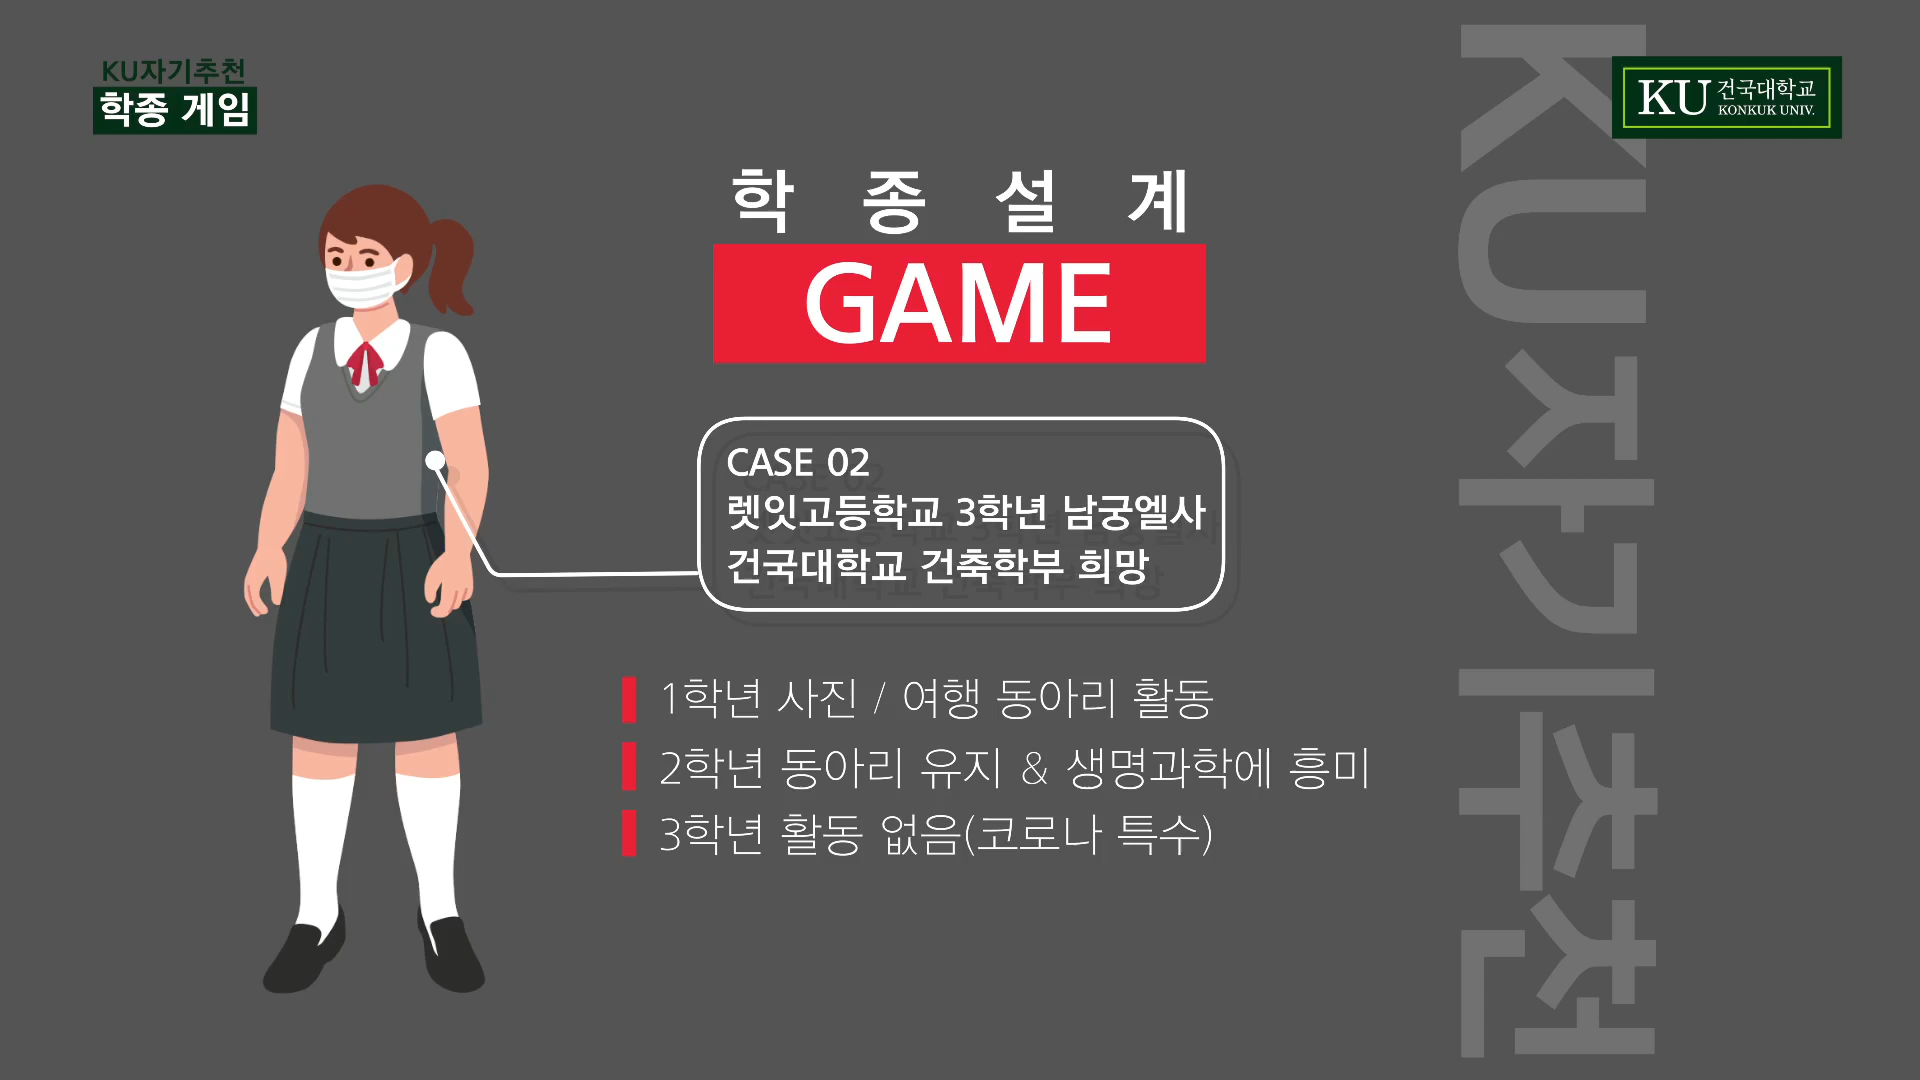 KU자기추천
학종 게임
KU 건국대학교
KONKUK UNIV.
학종설계
GAME
CASE 02
렛잇고등학교 3학년 남궁엘사
건국대학교 건축학부 희망
1학년 사진 / 여행 동아리 활동
2학년 동아리 유지 & 생명과학에 흥미
3학년 활동 없음(코로나 특수)
KU자기추천